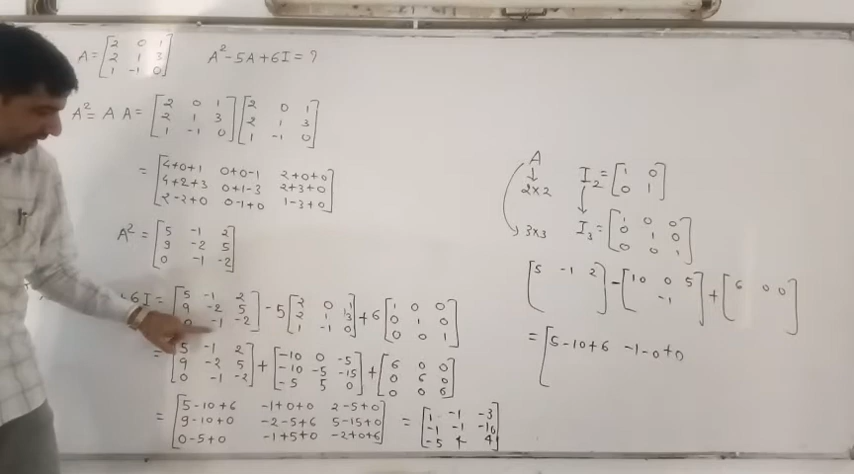 A = [2 0 1
2 1 3
1 -1 0] A² - 5A + 6I = ?
A² = A A = [2 0 1
2 1 3
1 -1 0] [2 0 1
2 1 3
1 -1 0]
= [4+0+1 0+0-1 2+0+0
4+2+3 0+1-3 2+3+0
2-2+0 0-1+0 1-3+0]
A² = [5 -1 2
9 -2 5
0 -1 -2]
6I = [5 -1 2
9 -2 5
0 -1 -2] - 5 [2 0 1
2 1 3
1 -1 0] + 6 [1 0 0
0 1 0
0 0 1]
= [5 -1 2
9 -2 5
0 -1 -2] + [-10 0 -5
-10 -5 -15
-5 5 0] + [6 0 0
0 6 0
0 0 6]
= [5-10+6 -1+0+0 2-5+0
9-10+0 -2-5+6 5-15+0
0-5+0 -1+5+0 -2+0+6] = [1 -1 -3
-1 -1 -10
-5 4 4]
A
2×2
3×3
I₂ = [1 0
0 1]
I₃ = [1 0 0
0 1 0
0 0 1]
[5 -1 2] - [10 0 5
-1] + [6 0 0]
= [5-10+6 -1-0+0